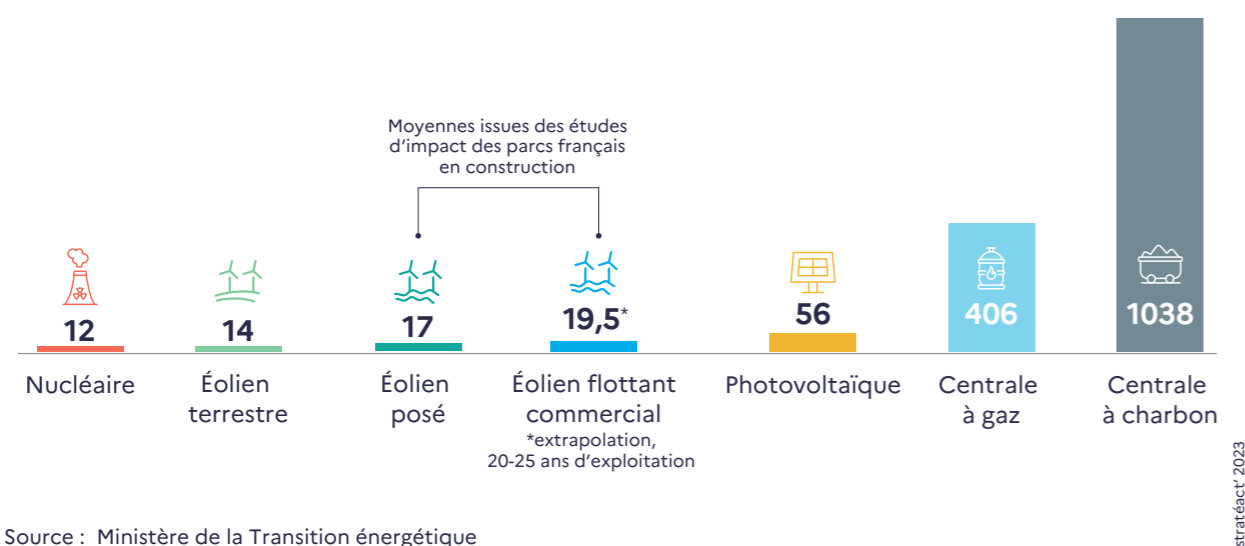 Moyennes issues des études
d'impact des parcs français
en construction
12
14
17
19,5*
56
406
1038
Nucléaire
Éolien
terrestre
Éolien
posé
Éolien flottant
commercial
*extrapolation,
20-25 ans d'exploitation
Photovoltaïque
Centrale
à gaz
Centrale
à charbon
Source : Ministère de la Transition énergétique
stratéact' 2023